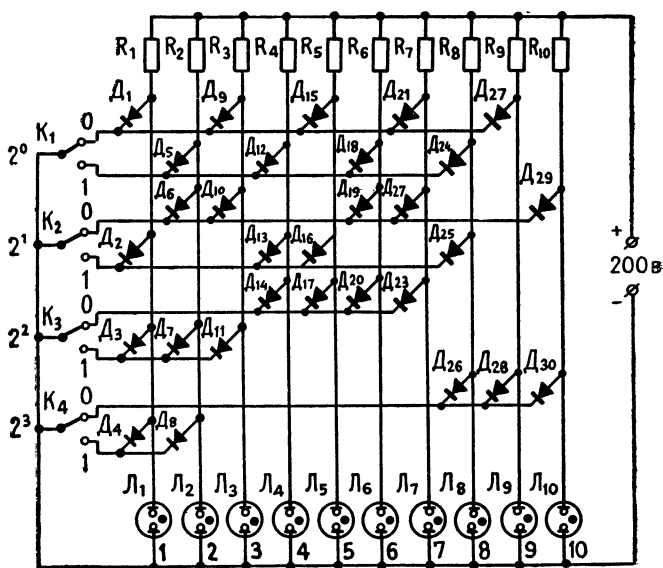 R₁ R₂ R₃ R₄ R₅ R₆ R₇ R₈ R₉ R₁₀
Д₁ Д₉ Д₁₅ Д₂₁ Д₂₇
K₁ 0
2⁰ Д₅ Д₁₂ Д₁₈ Д₂₄
1
Д₆ Д₁₀ Д₁₉ Д₂₇ Д₂₉
K₂ 0
2¹ Д₂ Д₁₃ Д₁₆ Д₂₅
1
+
200в
-
Д₁₄ Д₁₇ Д₂₀ Д₂₃
K₃ 0
2² Д₃ Д₇ Д₁₁
1
Д₂₆ Д₂₈ Д₃₀
K₄ 0
2³ Д₄ Д₈
1
Л₁ Л₂ Л₃ Л₄ Л₅ Л₆ Л₇ Л₈ Л₉ Л₁₀
1 2 3 4 5 6 7 8 9 10